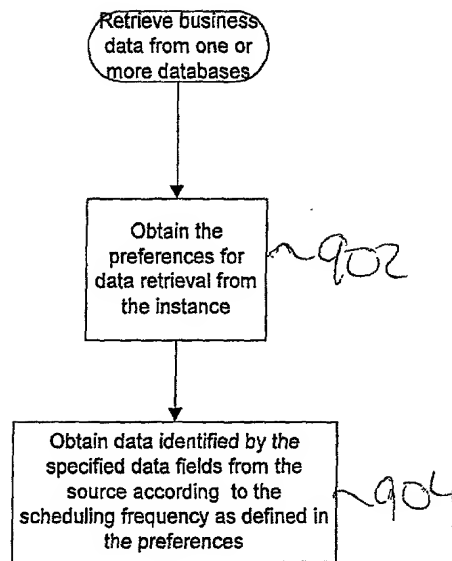 Retrieve business
data from one or
more databases
Obtain the
preferences for
data retrieval from
the instance
902
Obtain data identified by the
specified data fields from the
source according to the
scheduling frequency as defined in
the preferences
904